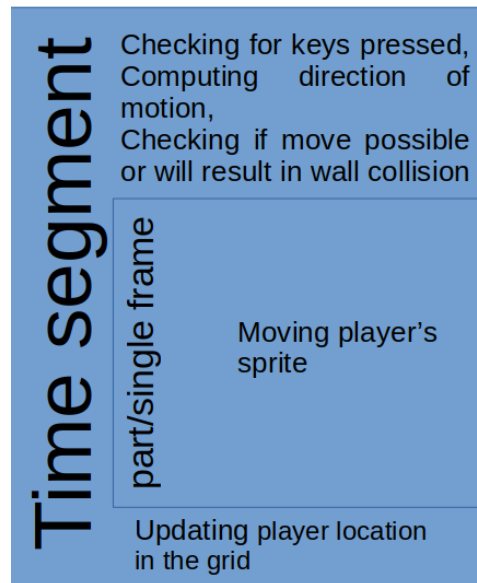 Time segment
Checking for keys pressed,
Computing direction of
motion,
Checking if move possible
or will result in wall collision
part/single frame
Moving player's
sprite
Updating player location
in the grid